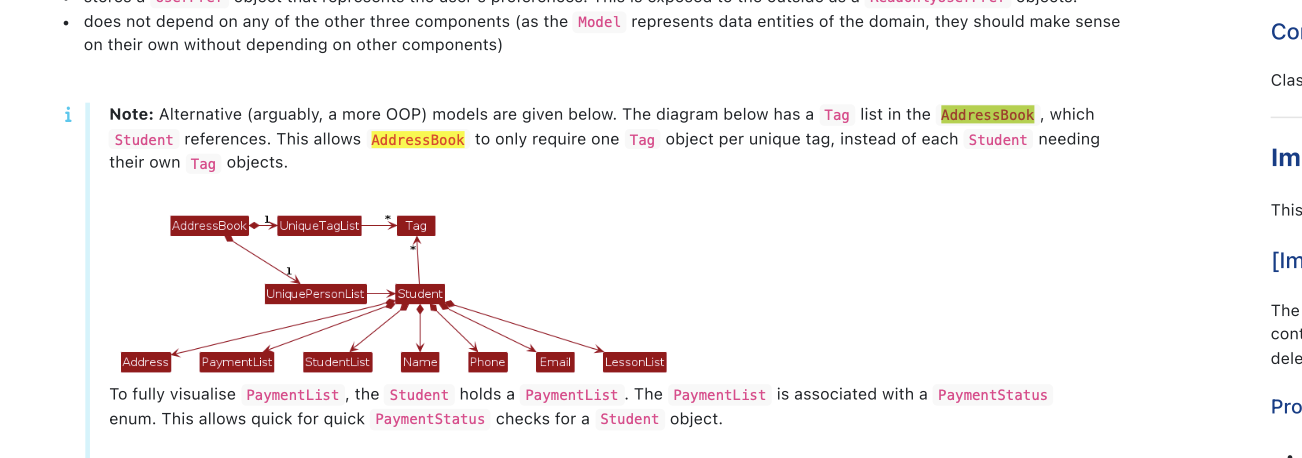 stores a UserPref object that represents the user's preferences. This is exposed to the outside as a ReadOnlyUserPref objects.
does not depend on any of the other three components (as the Model represents data entities of the domain, they should make sense
on their own without depending on other components)
Note: Alternative (arguably, a more OOP) models are given below. The diagram below has a Tag list in the AddressBook , which
Student references. This allows AddressBook to only require one Tag object per unique tag, instead of each Student needing
their own Tag objects.
AddressBook 1 UniqueTagList * Tag
*
1
UniquePersonList Student
Address PaymentList StudentList Name Phone Email LessonList
To fully visualise PaymentList , the Student holds a PaymentList . The PaymentList is associated with a PaymentStatus
enum. This allows quick for quick PaymentStatus checks for a Student object.
Co
Clas
Im
This
[Im
The
cont
dele
Pro